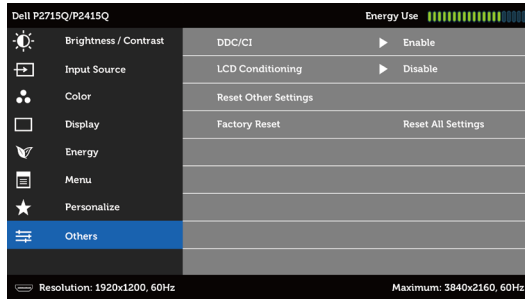 Dell P2715Q/P2415Q Energy Use
Brightness / Contrast DDC/CI Enable
Input Source LCD Conditioning Disable
Color Reset Other Settings
Display Factory Reset Reset All Settings
Energy
Menu
Personalize
Others
Resolution: 1920x1200, 60Hz Maximum: 3840x2160, 60Hz